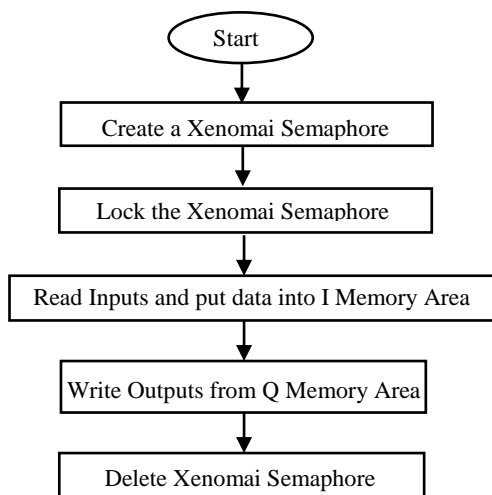 Start
Create a Xenomai Semaphore
Lock the Xenomai Semaphore
Read Inputs and put data into I Memory Area
Write Outputs from Q Memory Area
Delete Xenomai Semaphore